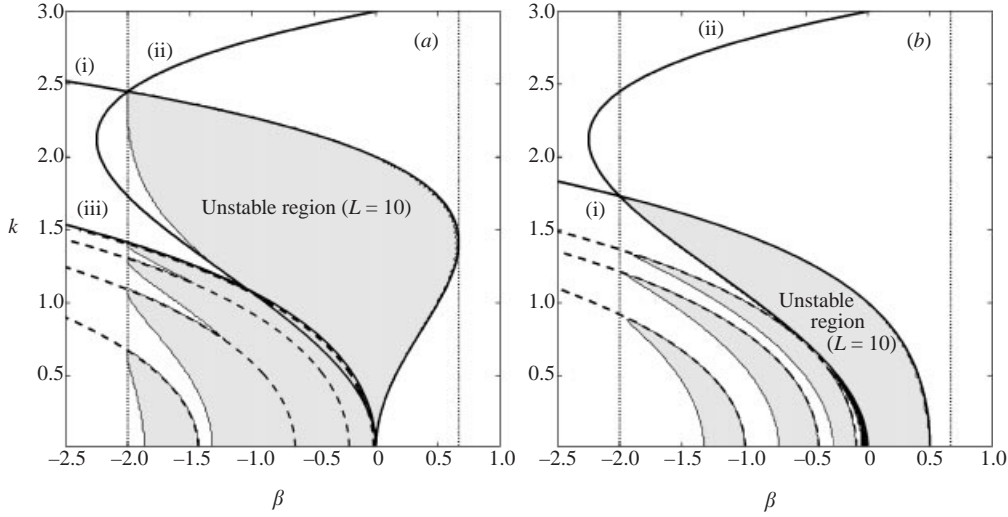 3.0
2.5
2.0
1.5
1.0
0.5
k
(i)
(ii)
(iii)
(a)
Unstable region (L = 10)
–2.5 –2.0 –1.5 –1.0 –0.5 0 0.5 1.0
β
3.0
2.5
2.0
1.5
1.0
0.5
(ii)
(b)
(i)
Unstable
region
(L = 10)
–2.5 –2.0 –1.5 –1.0 –0.5 0 0.5 1.0
β